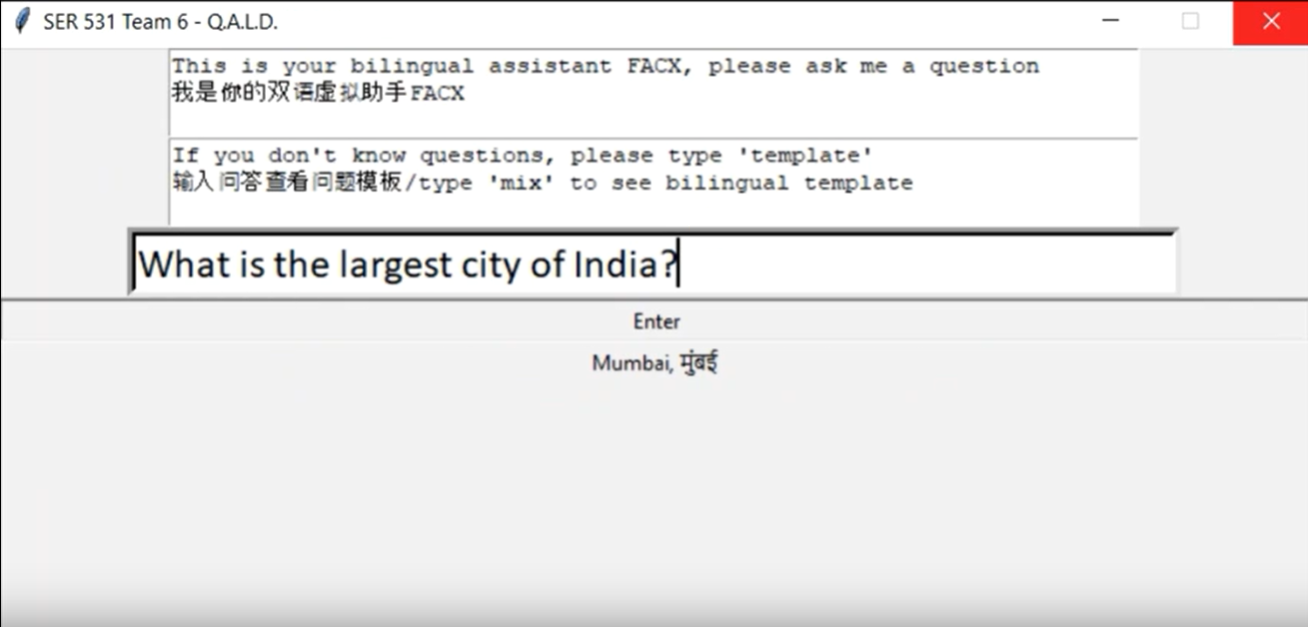 SER 531 Team 6 - Q.A.L.D.
This is your bilingual assistant FACX, please ask me a question
我是你的双语虚拟助手FACX
If you don't know questions, please type 'template'
输入问答查看问题模板/type 'mix' to see bilingual template
What is the largest city of India?
Enter
Mumbai, मुंबई